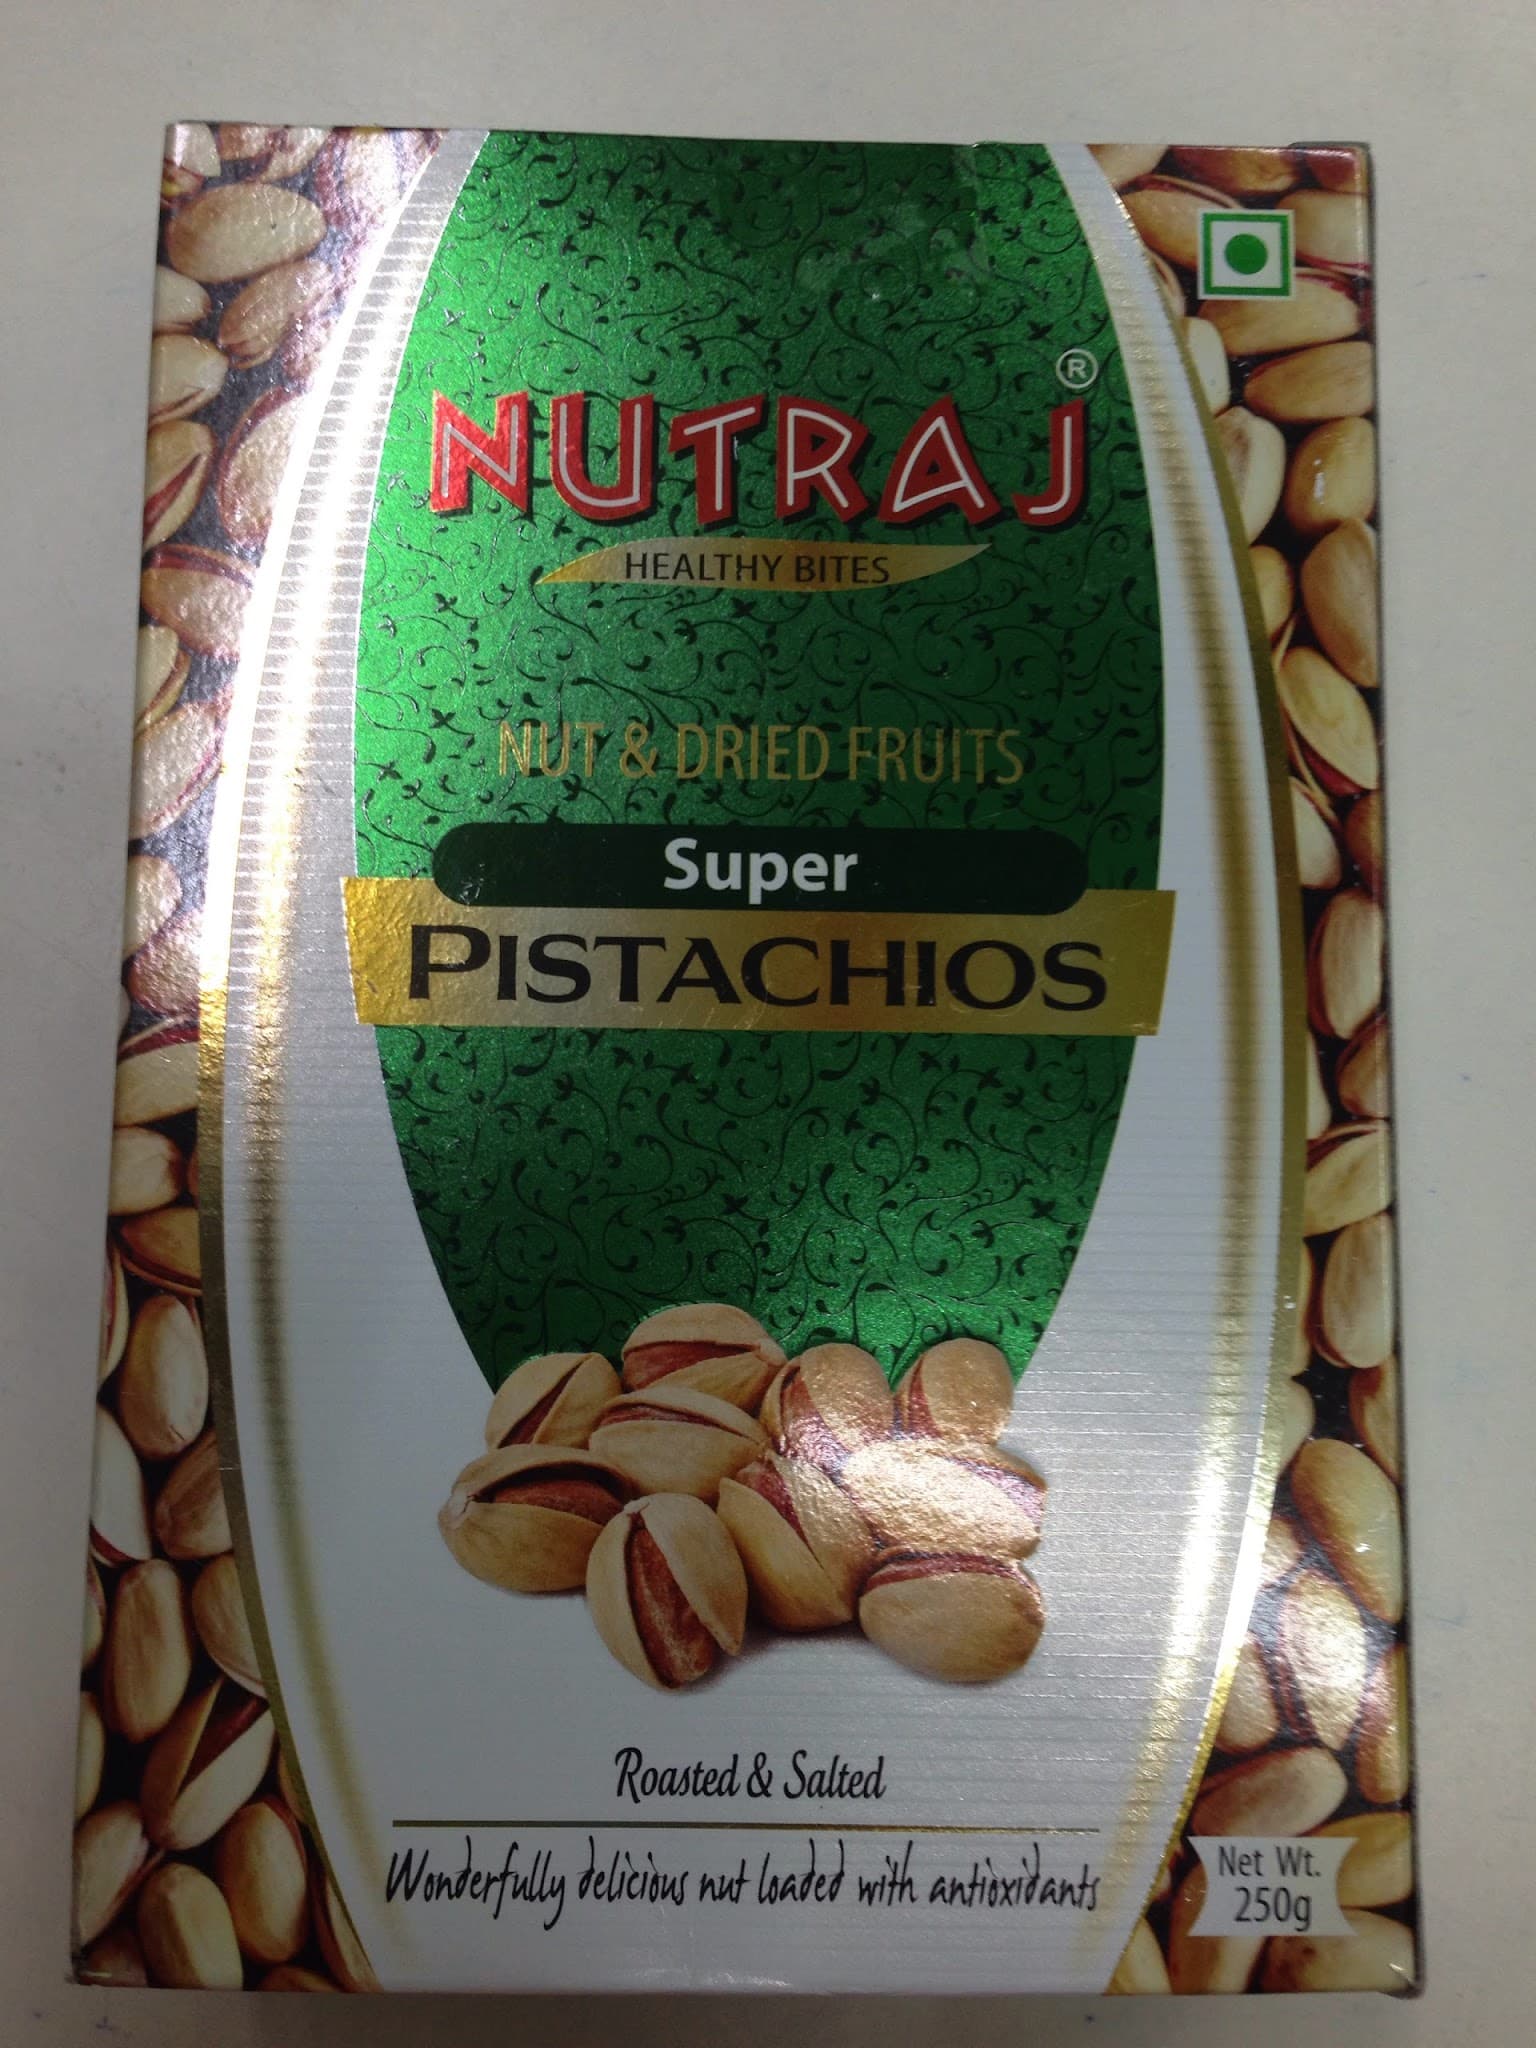 NUTRAJ®
HEALTHY BITES
NUT & DRIED FRUITS
Super
PISTACHIOS
Roasted & Salted
Wonderfully delicious nut loaded with antioxidants
Net Wt.
250g